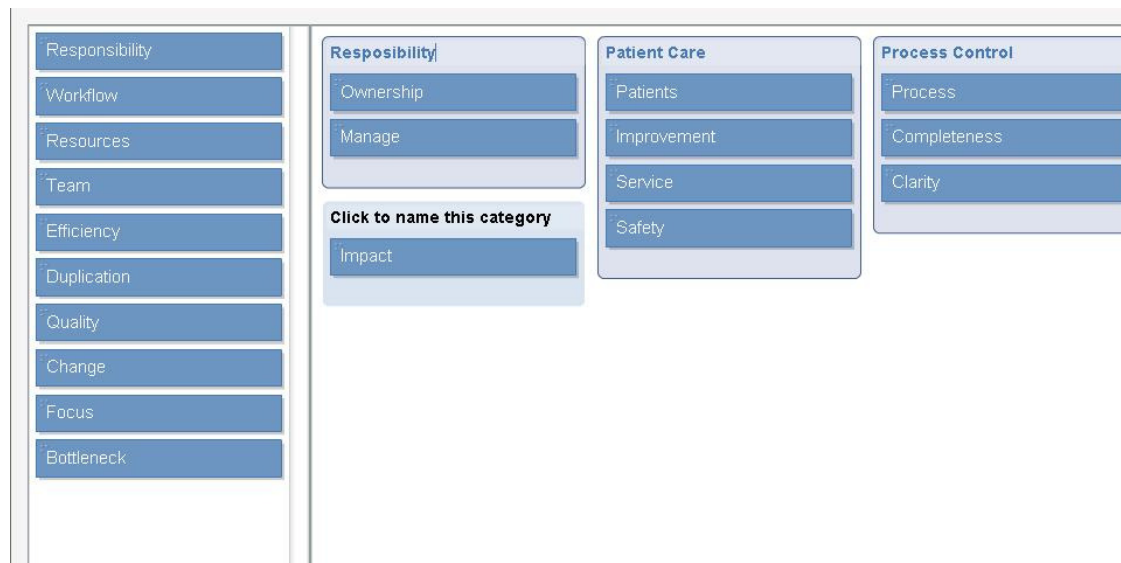 Responsibility
Workflow
Resources
Team
Efficiency
Duplication
Quality
Change
Focus
Bottleneck
Resposibility
Ownership
Manage
Click to name this category
Impact
Patient Care
Patients
Improvement
Service
Safety
Process Control
Process
Completeness
Clarity